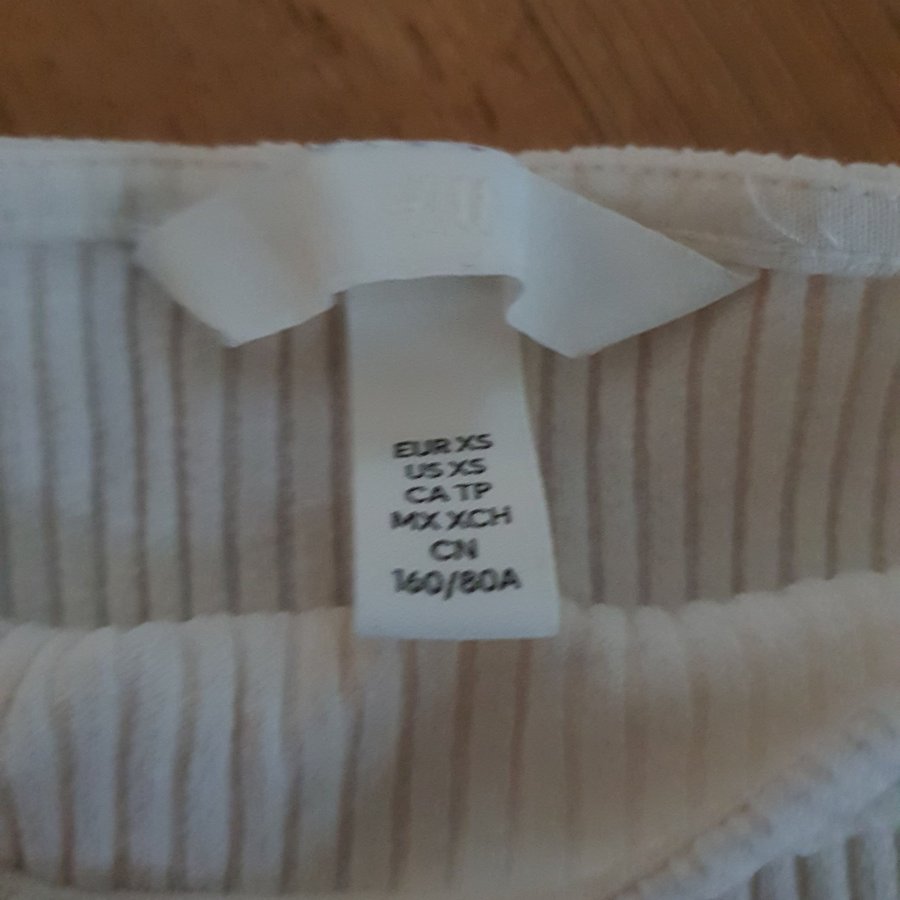 EUR XS
US XS
CA TP
MX XCH
CN
160/80A